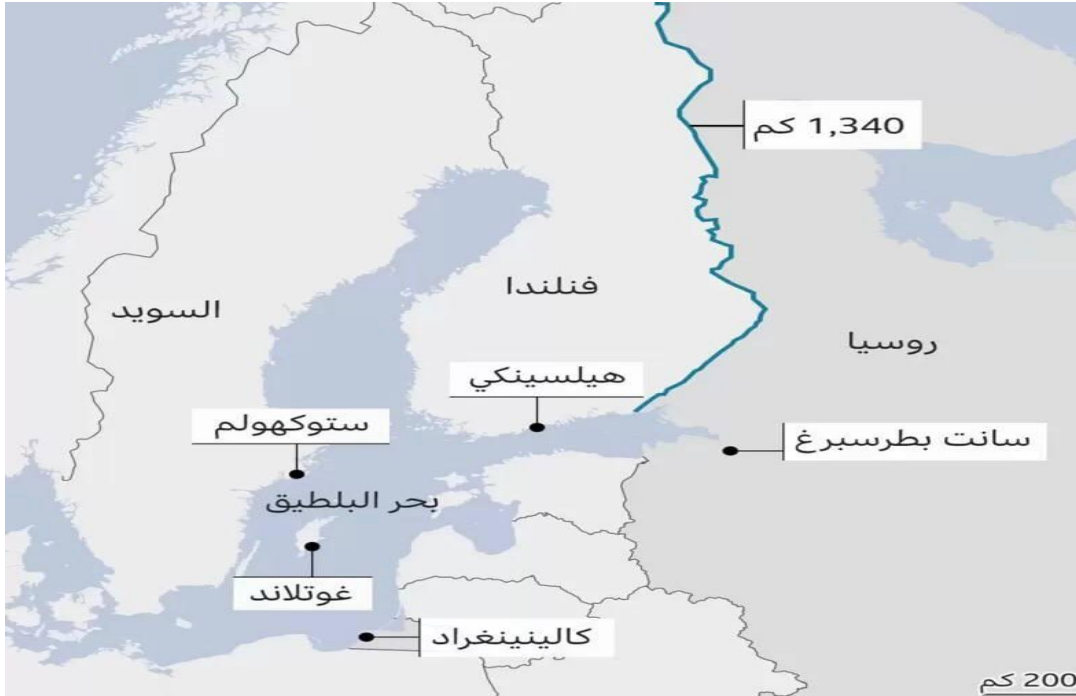 1,340 كم
فنلندا
السويد
روسيا
هيلسينكي
ستوكهولم
سانت بطرسبرغ
بحر البلطيق
غوتلاند
كالينينغراد
200 كم